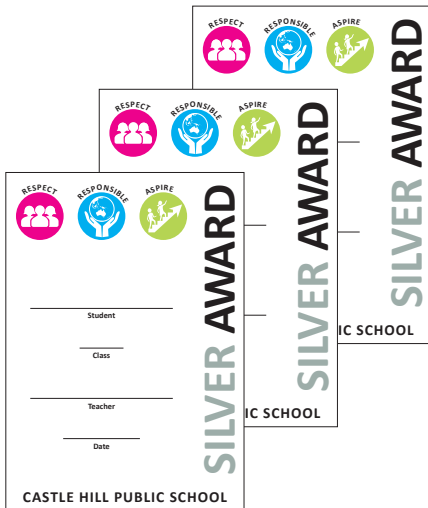 RESPECT RESPONSIBLE ASPIRE
SILVER AWARD
IC SCHOOL
RESPECT RESPONSIBLE ASPIRE
SILVER AWARD
IC SCHOOL
RESPECT RESPONSIBLE ASPIRE
SILVER AWARD
Student
Class
Teacher
Date
CASTLE HILL PUBLIC SCHOOL